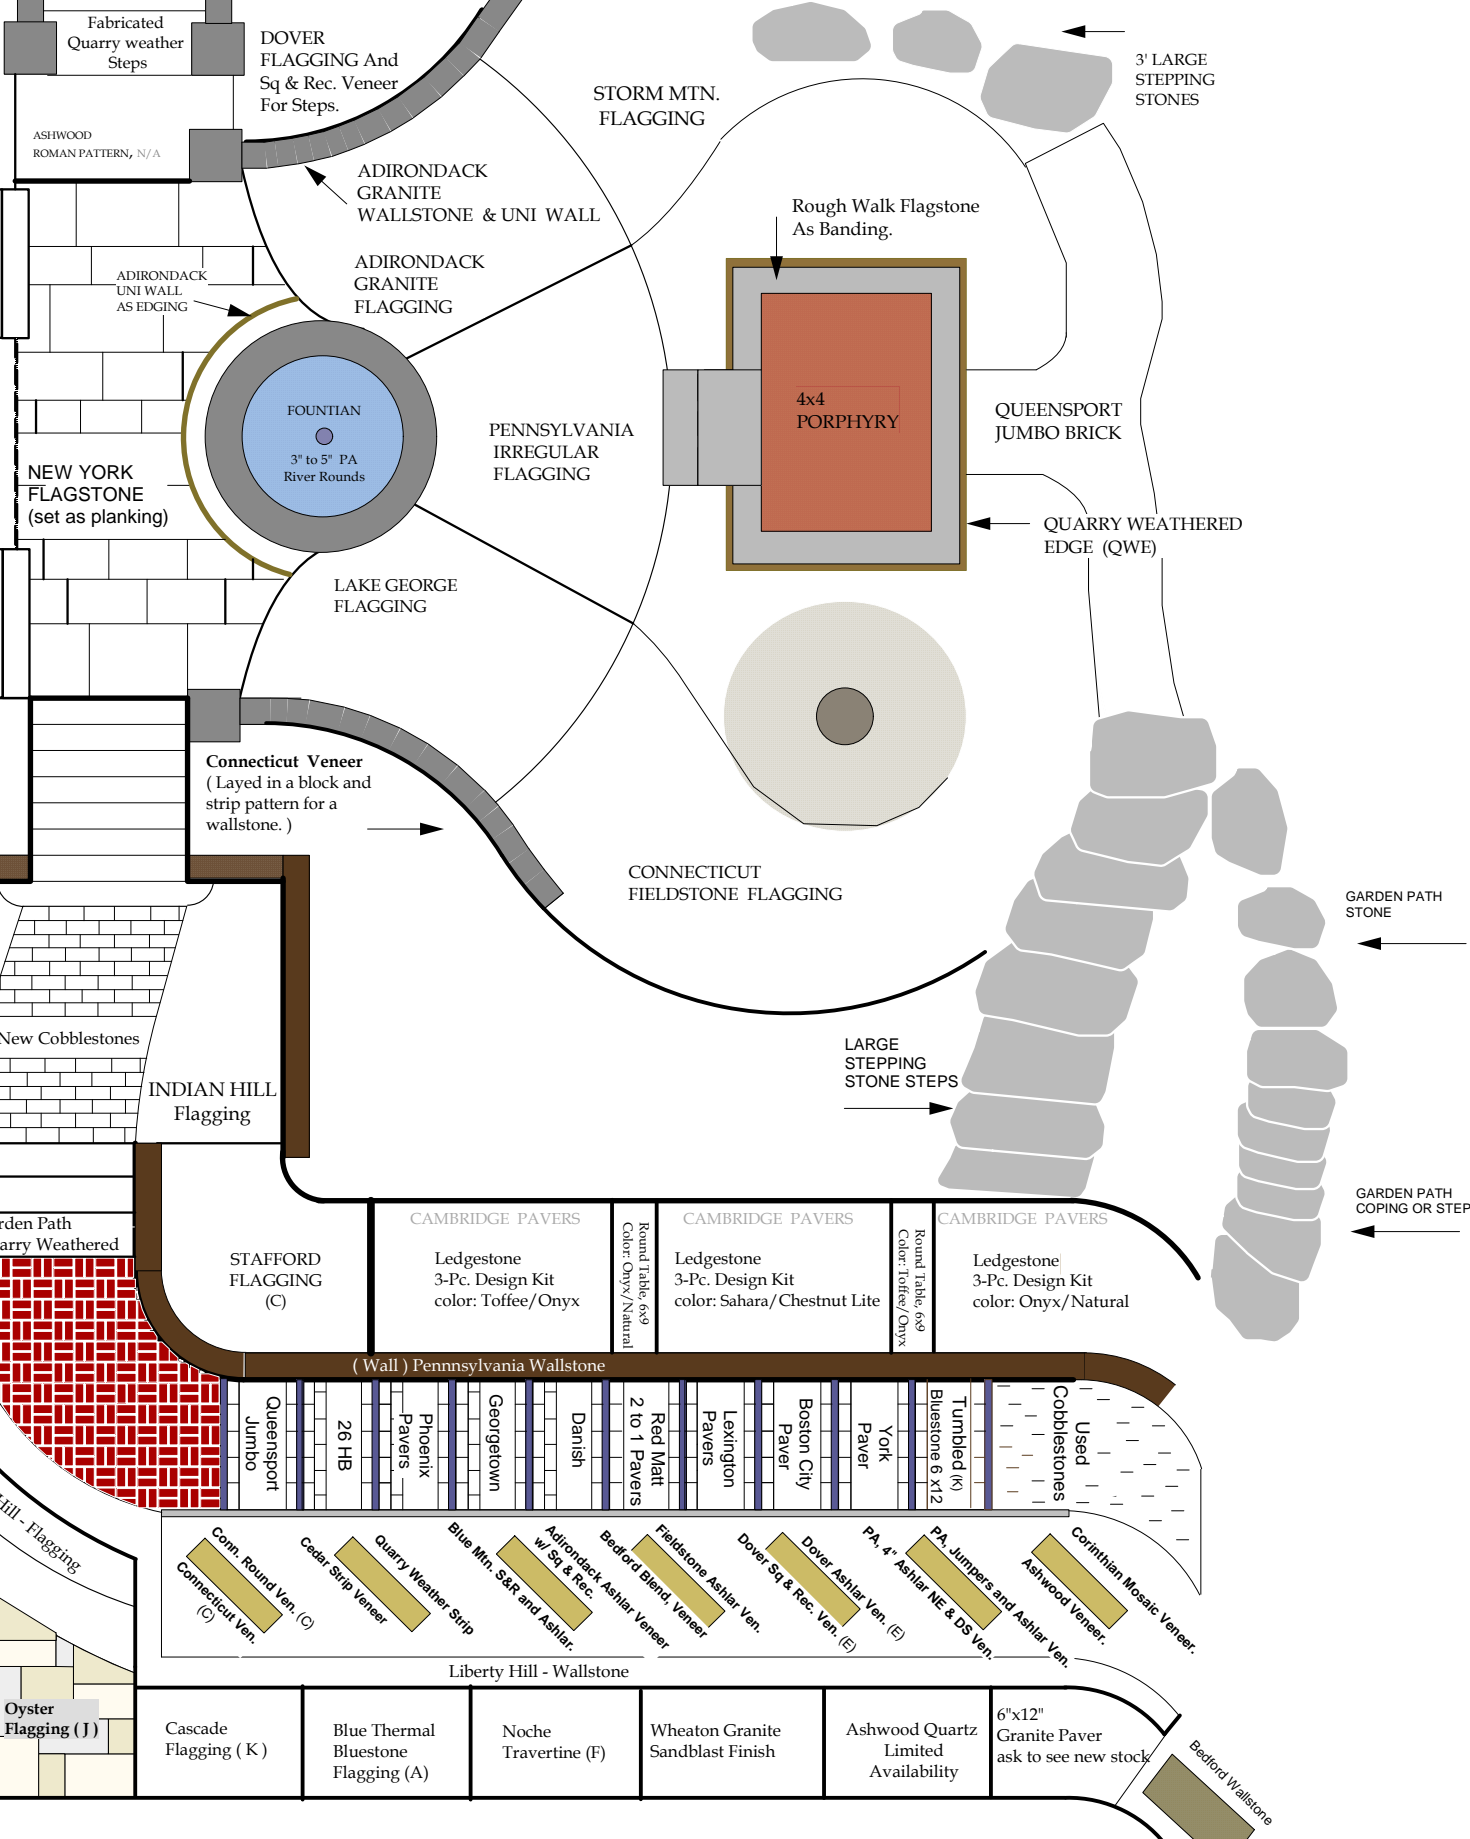 Fabricated
Quarry weather
Steps
DOVER
FLAGGING And
Sq & Rec. Veneer
For Steps.
3' LARGE
STEPPING
STONES
STORM MTN.
FLAGGING
ASHWOOD
ROMAN PATTERN, N/A
ADIRONDACK
GRANITE
WALLSTONE & UNI WALL
Rough Walk Flagstone
As Banding.
ADIRONDACK
GRANITE
FLAGGING
ADIRONDACK
UNI WALL
AS EDGING
FOUNTIAN
3" to 5" PA
River Rounds
4x4
PORPHYRY
QUEENSPORT
JUMBO BRICK
PENNSYLVANIA
IRREGULAR
FLAGGING
NEW YORK
FLAGSTONE
(set as planking)
QUARRY WEATHERED
EDGE (QWE)
LAKE GEORGE
FLAGGING
Connecticut Veneer
( Layed in a block and
strip pattern for a
wallstone. )
CONNECTICUT
FIELDSTONE FLAGGING
GARDEN PATH
STONE
New Cobblestones
LARGE
STEPPING
STONE STEPS
INDIAN HILL
Flagging
GARDEN PATH
COPING OR STEP
rden Path
arry Weathered
STAFFORD
FLAGGING
(C)
CAMBRIDGE PAVERS
Ledgestone
3-Pc. Design Kit
color: Toffee/Onyx
Round Table, 6x9
Color: Onyx/Natural
CAMBRIDGE PAVERS
Ledgestone
3-Pc. Design Kit
color: Sahara/Chestnut Lite
Round Table, 6x9
Color: Toffee/Onyx
CAMBRIDGE PAVERS
Ledgestone
3-Pc. Design Kit
color: Onyx/Natural
( Wall ) Pennnsylvania Wallstone
Queensport
Jumbo
26 HB
Phoenix
Pavers
Georgetown
Danish
Red Matt
2 to 1 Pavers
Lexington
Pavers
Boston City
Paver
York
Paver
Tumbled (K)
Bluestone 6 x12
Used
Cobblestones
Hill - Flagging
Conn. Round Ven. (C)
Connecticut Ven.
(C)
Cedar Strip Veneer
Quarry Weather Strip
Blue Mtn. S&R and Ashlar.
Adirondack Ashlar Veneer
w/ Sq & Rec.
Bedford Blend, Veneer
Fieldstone Ashlar Ven.
Dover Sq & Rec. Ven. (E)
Dover Ashlar Ven. (E)
PA, 4" Ashlar NE & DS Ven.
PA, Jumpers and Ashlar Ven.
Ashwood Veneer.
Corinthian Mosaic Veneer.
Liberty Hill - Wallstone
Oyster
Flagging ( J )
Cascade
Flagging ( K )
Blue Thermal
Bluestone
Flagging (A)
Noche
Travertine (F)
Wheaton Granite
Sandblast Finish
Ashwood Quartz
Limited
Availability
6"x12"
Granite Paver
ask to see new stock
Bedford Wallstone